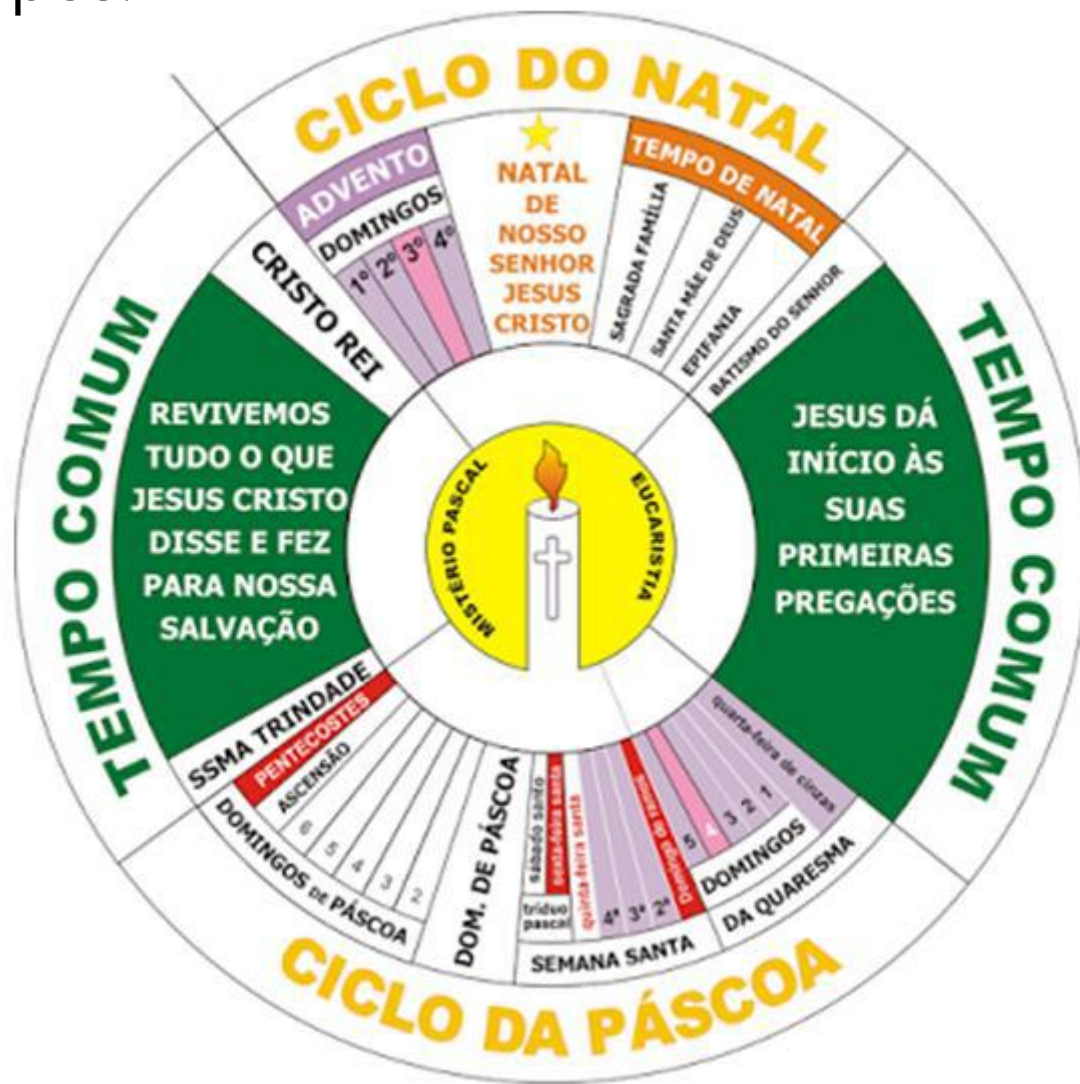 CICLO DO NATAL
ADVENTO
DOMINGOS
1º
2º
3º
4º
NATAL
DE
NOSSO
SENHOR
JESUS
CRISTO
TEMPO DE NATAL
SAGRADA FAMÍLIA
SANTA MÃE DE DEUS
EPIFANIA
BATISMO DO SENHOR
TEMPO COMUM
JESUS DÁ
INÍCIO ÀS
SUAS
PRIMEIRAS
PREGAÇÕES
CICLO DA PÁSCOA
quarta-feira de cinzas
1
2
3
4
5
DOMINGOS
DA QUARESMA
Domingo de ramos
2ª
3ª
4ª
quinta-feira santa
sexta-feira santa
sábado santo
tríduo
pascal
SEMANA SANTA
DOM. DE PÁSCOA
2
3
4
5
6
ASCENSÃO
PENTECOSTES
DOMINGOS DE PÁSCOA
SSMA TRINDADE
TEMPO COMUM
REVIVEMOS
TUDO O QUE
JESUS CRISTO
DISSE E FEZ
PARA NOSSA
SALVAÇÃO
CRISTO REI
MISTÉRIO PASCAL
EUCARISTIA